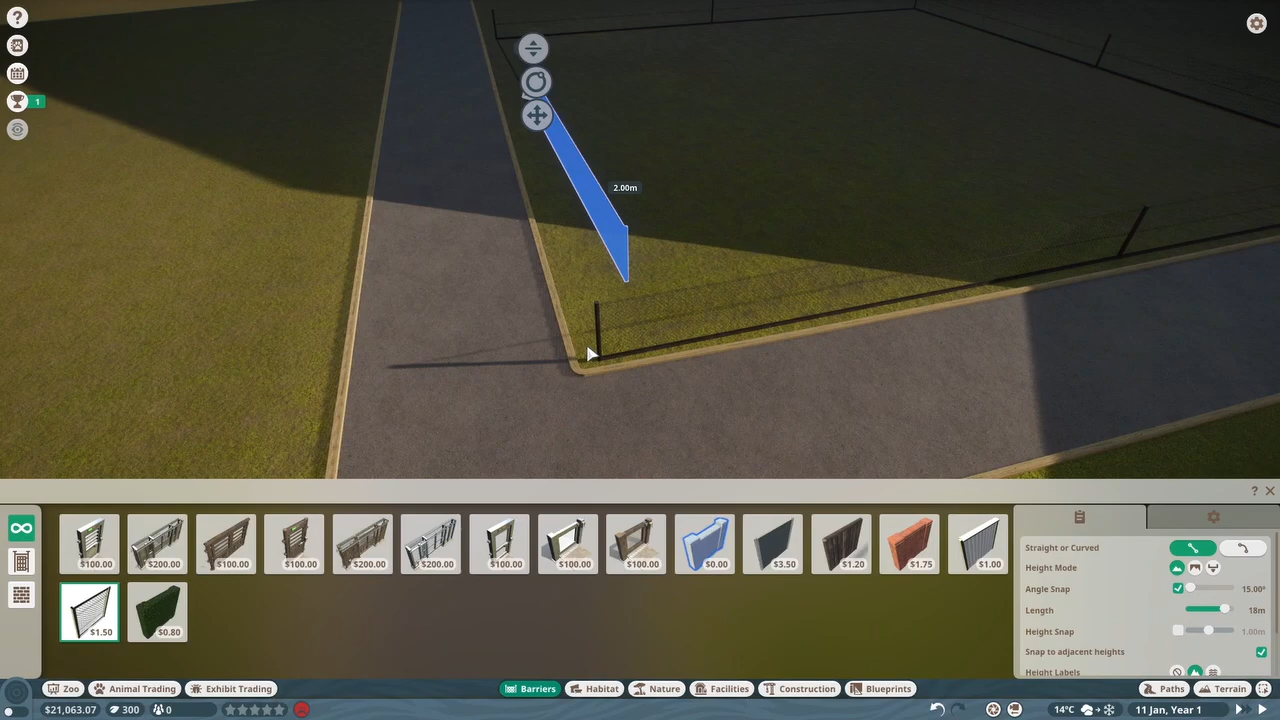 ?
1
2.00m
?
$100.00 $200.00 $100.00 $100.00 $200.00 $200.00 $100.00 $100.00 $100.00 $0.00 $3.50 $1.20 $1.75 $1.00
$1.50 $0.80
Straight or Curved
Height Mode
Angle Snap 15.00°
Length 18m
Height Snap 1.00m
Snap to adjacent heights
Height Labels
Zoo Animal Trading Exhibit Trading Barriers Habitat Nature Facilities Construction Blueprints Paths Terrain
$21,063.07 300 0 14°C 11 Jan, Year 1